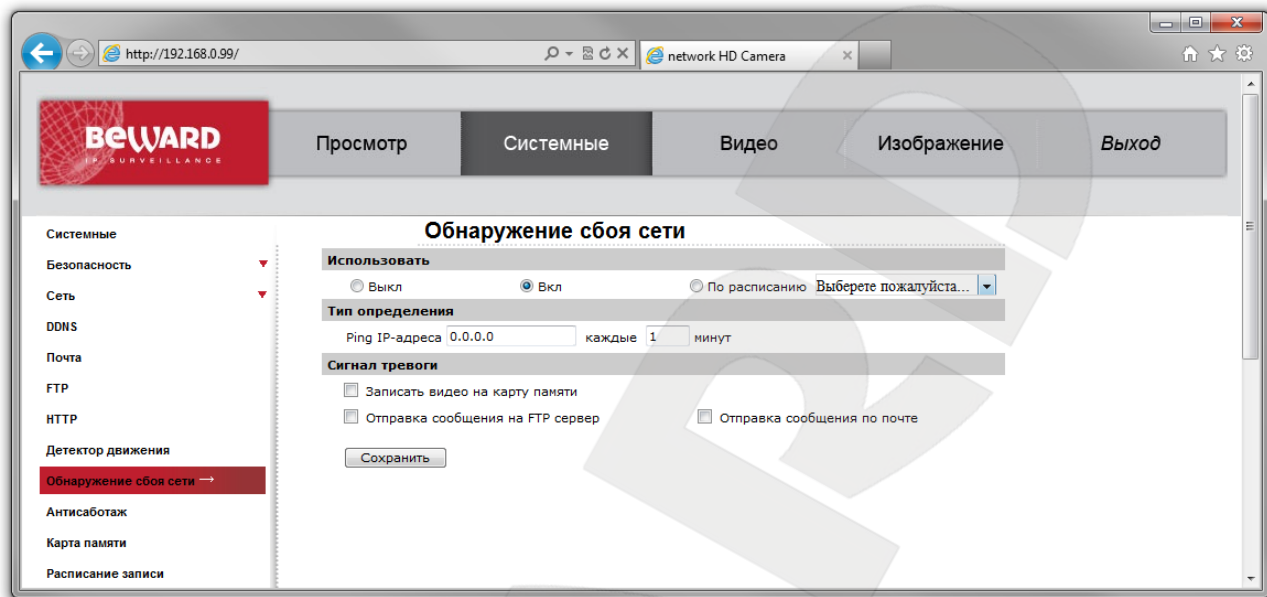 http://192.168.0.99/
network HD Camera
BEWARD
IP SURVEILLANCE
Просмотр
Системные
Видео
Изображение
Выход
Системные
Безопасность
Сеть
DDNS
Почта
FTP
HTTP
Детектор движения
Обнаружение сбоя сети →
Антисаботаж
Карта памяти
Расписание записи
Обнаружение сбоя сети
Использовать
Выкл Вкл По расписанию Выберете пожалуйста...
Тип определения
Ping IP-адреса 0.0.0.0 каждые 1 минут
Сигнал тревоги
Записать видео на карту памяти
Отправка сообщения на FTP сервер Отправка сообщения по почте
Сохранить